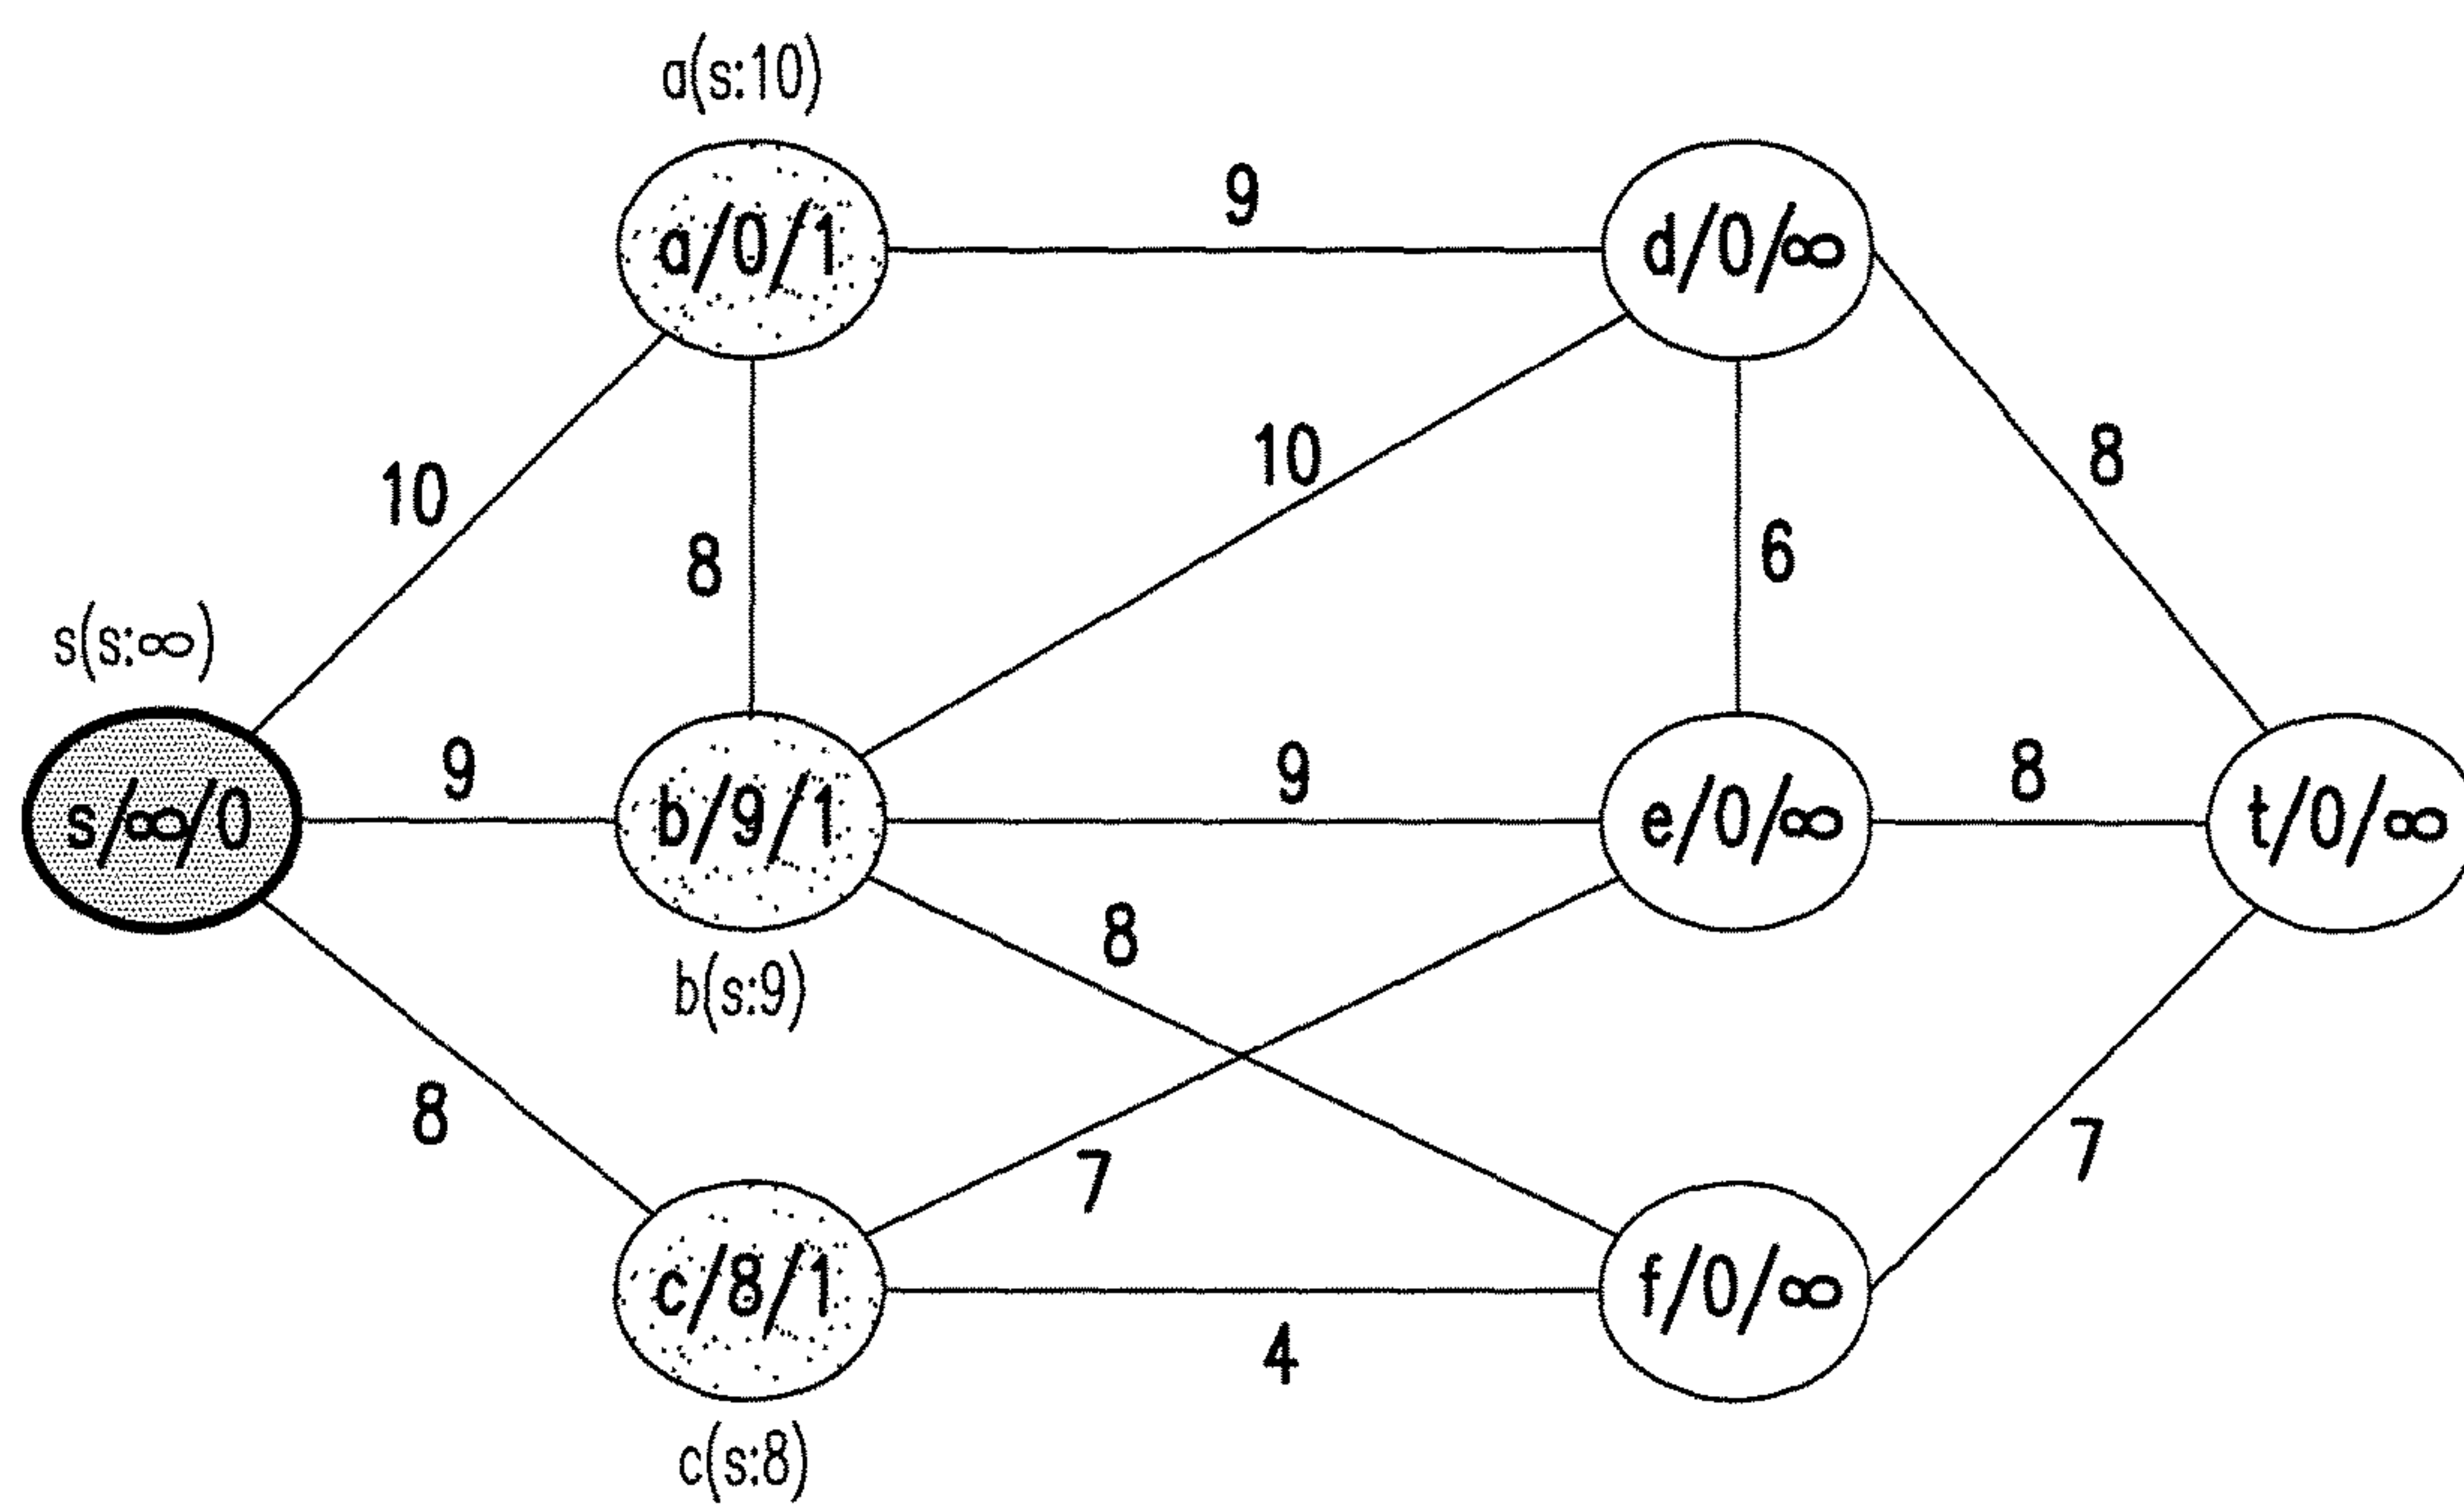 a(s:10)
9
a/0/1
d/0/∞
10
10
8
8
6
s(s:∞)
9
9
8
s/∞/0
b/9/1
e/0/∞
t/0/∞
8
b(s:9)
8
7
7
c/8/1
f/0/∞
4
c(s:8)